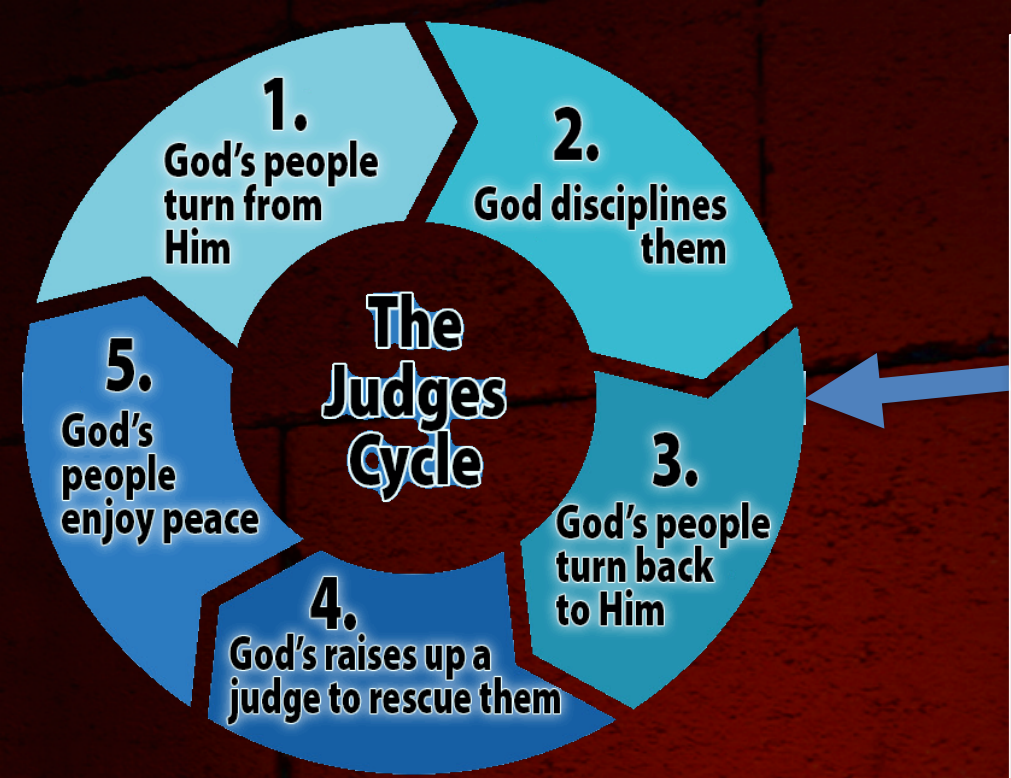 1.
God's people
turn from
Him
2.
God disciplines
them
The
Judges
Cycle
3.
God's people
turn back
to Him
4.
God's raises up a
judge to rescue them
5.
God's
people
enjoy peace